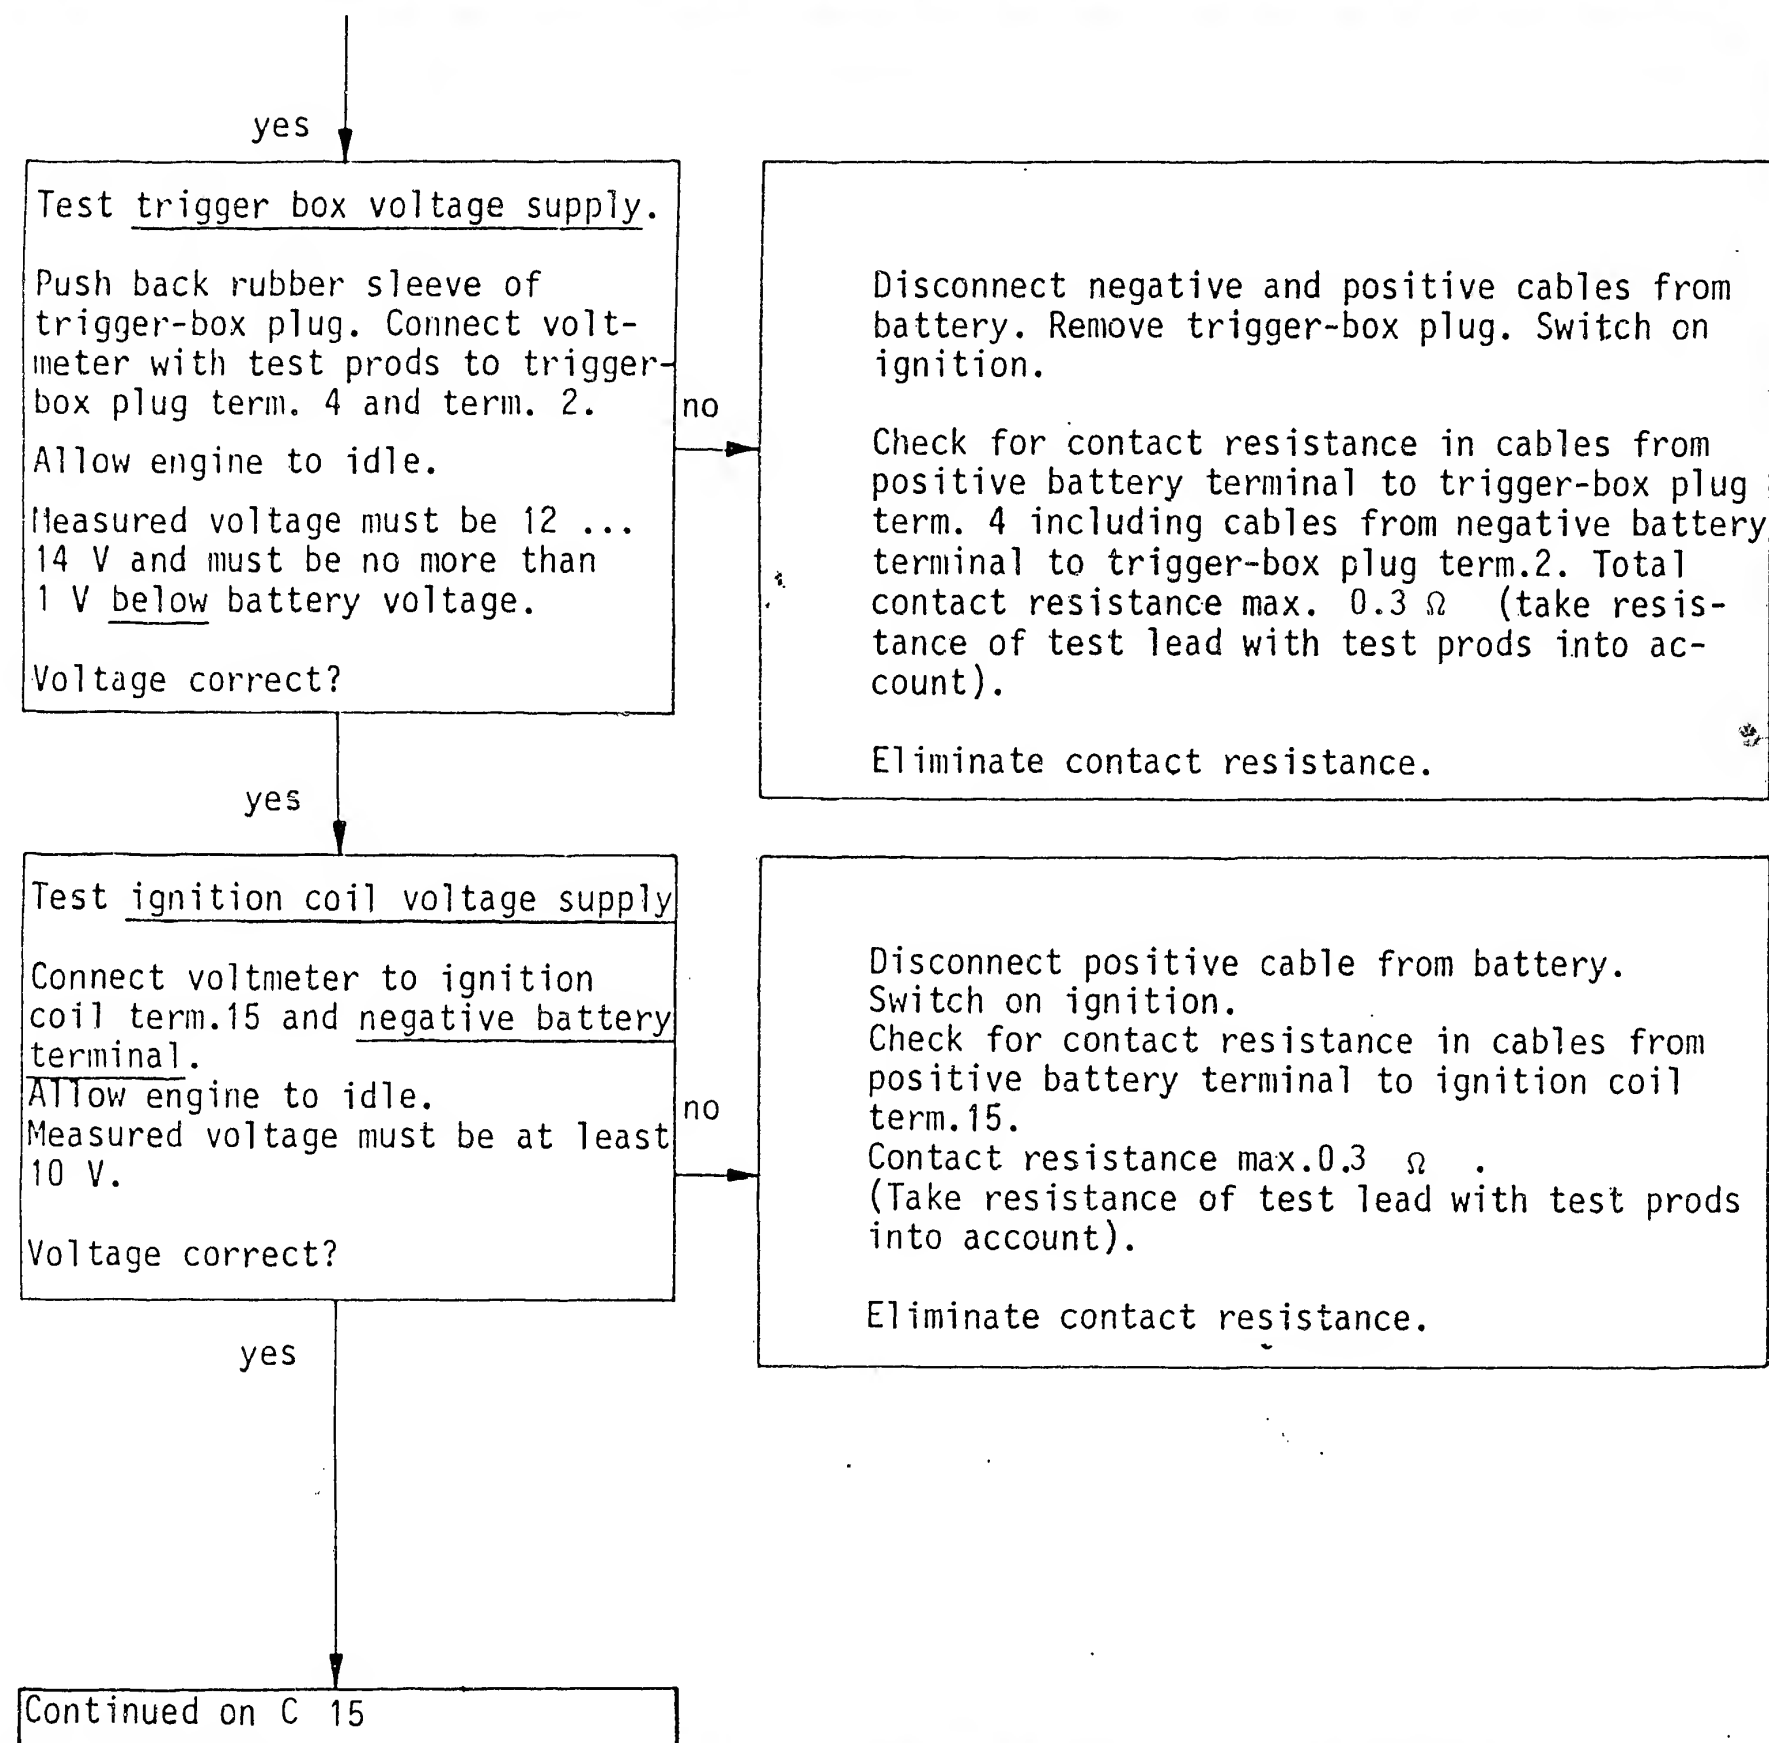 yes
Test trigger box voltage supply.
Push back rubber sleeve of
trigger-box plug. Connect volt-
meter with test prods to trigger-
box plug term. 4 and term. 2.
Allow engine to idle.
Measured voltage must be 12 ...
14 V and must be no more than
1 V below battery voltage.
Voltage correct?
no
Disconnect negative and positive cables from
battery. Remove trigger-box plug. Switch on
ignition.
Check for contact resistance in cables from
positive battery terminal to trigger-box plug
term. 4 including cables from negative battery
terminal to trigger-box plug term.2. Total
contact resistance max. 0.3 Ω (take resis-
tance of test lead with test prods into ac-
count).
Eliminate contact resistance.
yes
Test ignition coil voltage supply
Connect voltmeter to ignition
coil term.15 and negative battery
terminal.
Allow engine to idle.
Measured voltage must be at least
10 V.
Voltage correct?
no
Disconnect positive cable from battery.
Switch on ignition.
Check for contact resistance in cables from
positive battery terminal to ignition coil
term.15.
Contact resistance max.0.3 Ω .
(Take resistance of test lead with test prods
into account).
Eliminate contact resistance.
yes
Continued on C 15